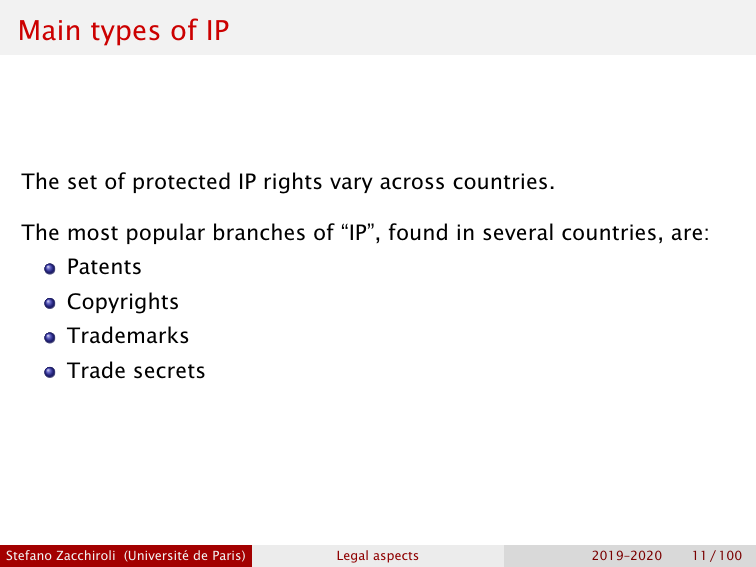 Main types of IP
The set of protected IP rights vary across countries.
The most popular branches of “IP”, found in several countries, are:
Patents
Copyrights
Trademarks
Trade secrets
Stefano Zacchiroli (Université de Paris) Legal aspects 2019–2020 11 / 100